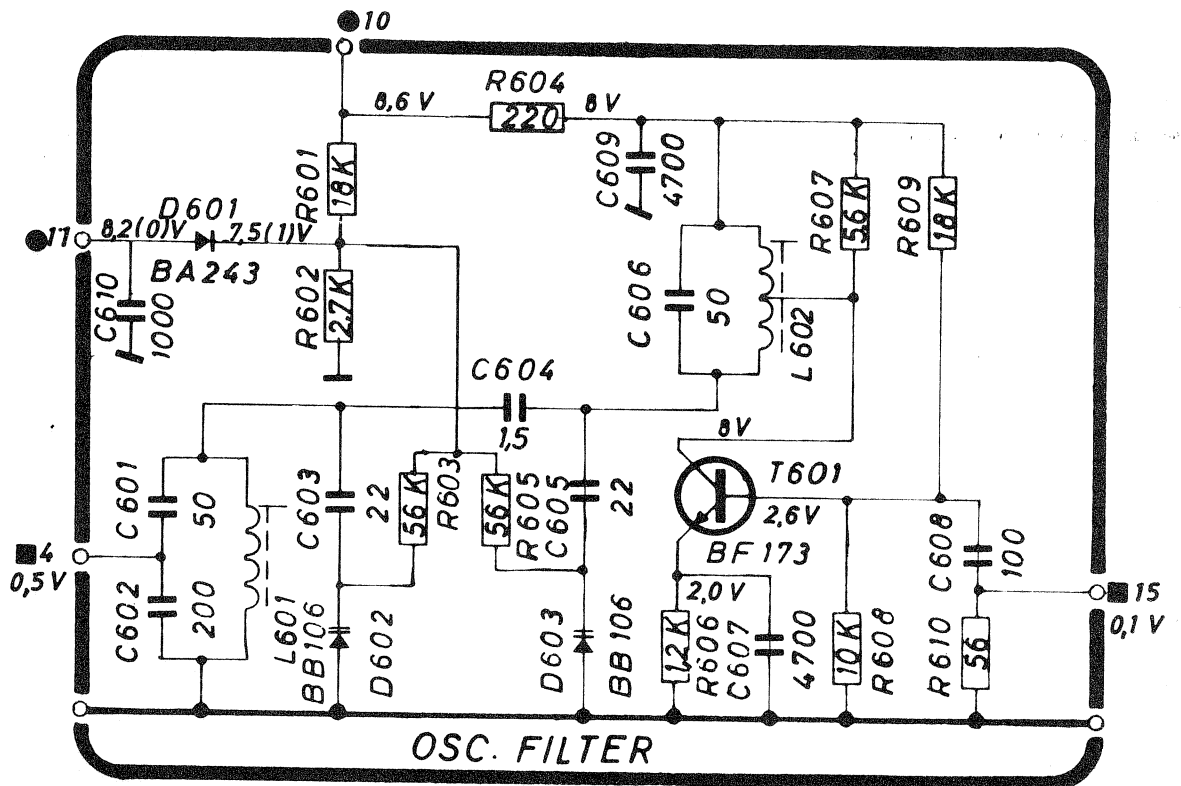 10
R604
8,6 V
220
8V
R601
18K
C609
4700
R607
5,6K
R609
18K
11
8,2(0)V
D601
7,5(1)V
BA243
C610
1000
R602
2,7K
C606
50
L602
C604
1,5
8V
C601
50
C603
22
56K
R603
56K
R605
C605
22
T601
2,6V
BF173
C608
100
4
0,5V
C602
200
L601
BB106
D602
D603
BB106
2,0V
1,2K
R606
C607
4700
10K
R608
R610
56
15
0,1 V
OSC. FILTER